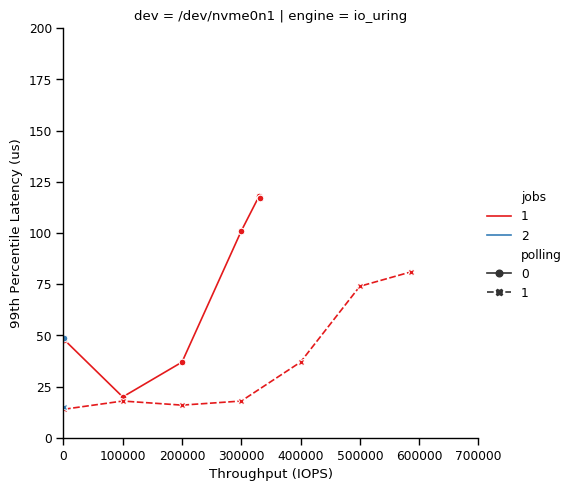 dev = /dev/nvme0n1 | engine = io_uring
200
175
150
125
100
75
50
25
0
99th Percentile Latency (us)
0 100000 200000 300000 400000 500000 600000 700000
Throughput (IOPS)
jobs
1
2
polling
0
1